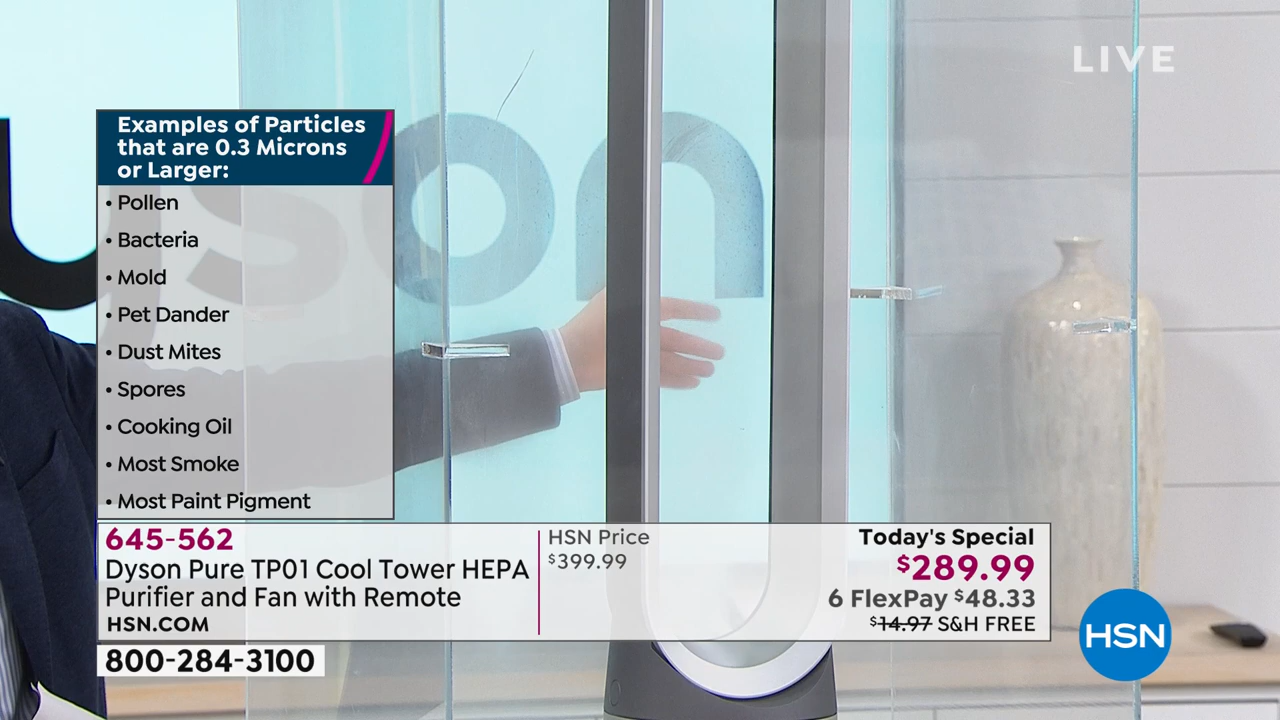 LIVE
dyson
Examples of Particles
that are 0.3 Microns
or Larger:
• Pollen
• Bacteria
• Mold
• Pet Dander
• Dust Mites
• Spores
• Cooking Oil
• Most Smoke
• Most Paint Pigment
645-562
Dyson Pure TP01 Cool Tower HEPA
Purifier and Fan with Remote
HSN.COM
HSN Price
$399.99
Today's Special
$289.99
6 FlexPay $48.33
$14.97 S&H FREE
800-284-3100
HSN